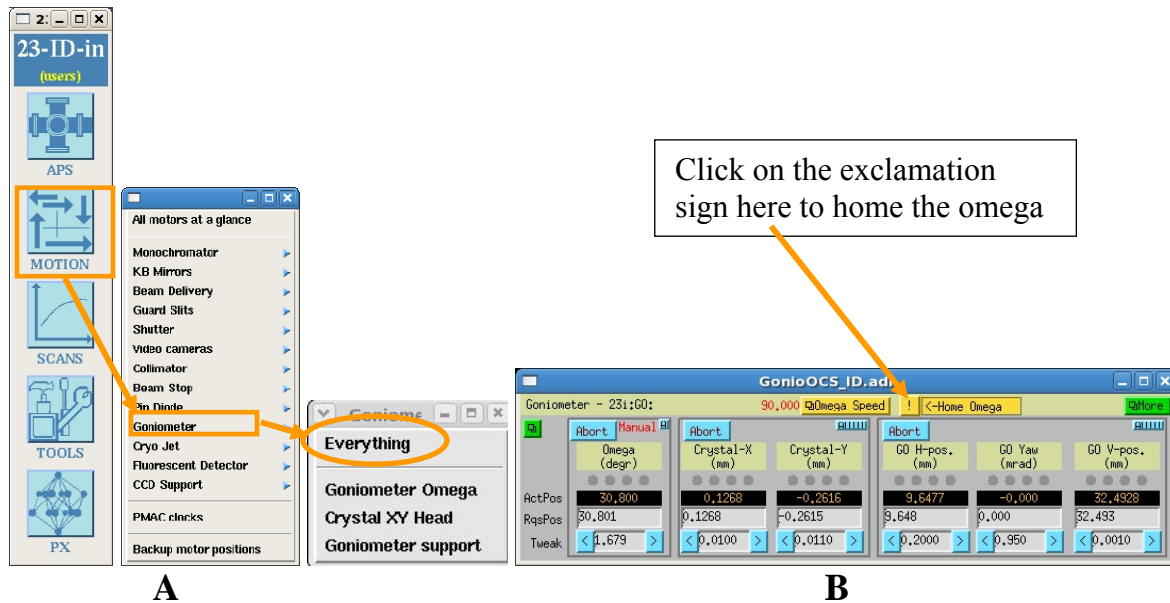 2:
23-ID-in
(users)
APS
MOTION
SCANS
TOOLS
PX
All motors at a glance
Monochromator
KB Mirrors
Beam Delivery
Guard Slits
Shutter
Video cameras
Collimator
Beam Stop
Pin Diode
Goniometer
Cryo Jet
Fluorescent Detector
CCD Support
PMAC clocks
Backup motor positions
Goniome
Everything
Goniometer Omega
Crystal XY Head
Goniometer support
A
Click on the exclamation
sign here to home the omega
GonioOCS_ID.adl
Goniometer - 23i:GO: 90.000 Omega Speed ! <-Home Omega More
Abort Manual Abort Abort
Omega Crystal-X Crystal-Y GO H-pos. GO Yaw GO V-pos.
(degr) (mm) (mm) (mm) (mrad) (mm)
ActPos 30.800 0.1268 -0.2616 9.6477 -0.000 32.4928
RqsPos 30.801 0.1268 -0.2615 9.648 0.000 32.493
Tweak < 1.679 > < 0.0100 > < 0.0110 > < 0.2000 > < 0.950 > < 0.0010 >
B